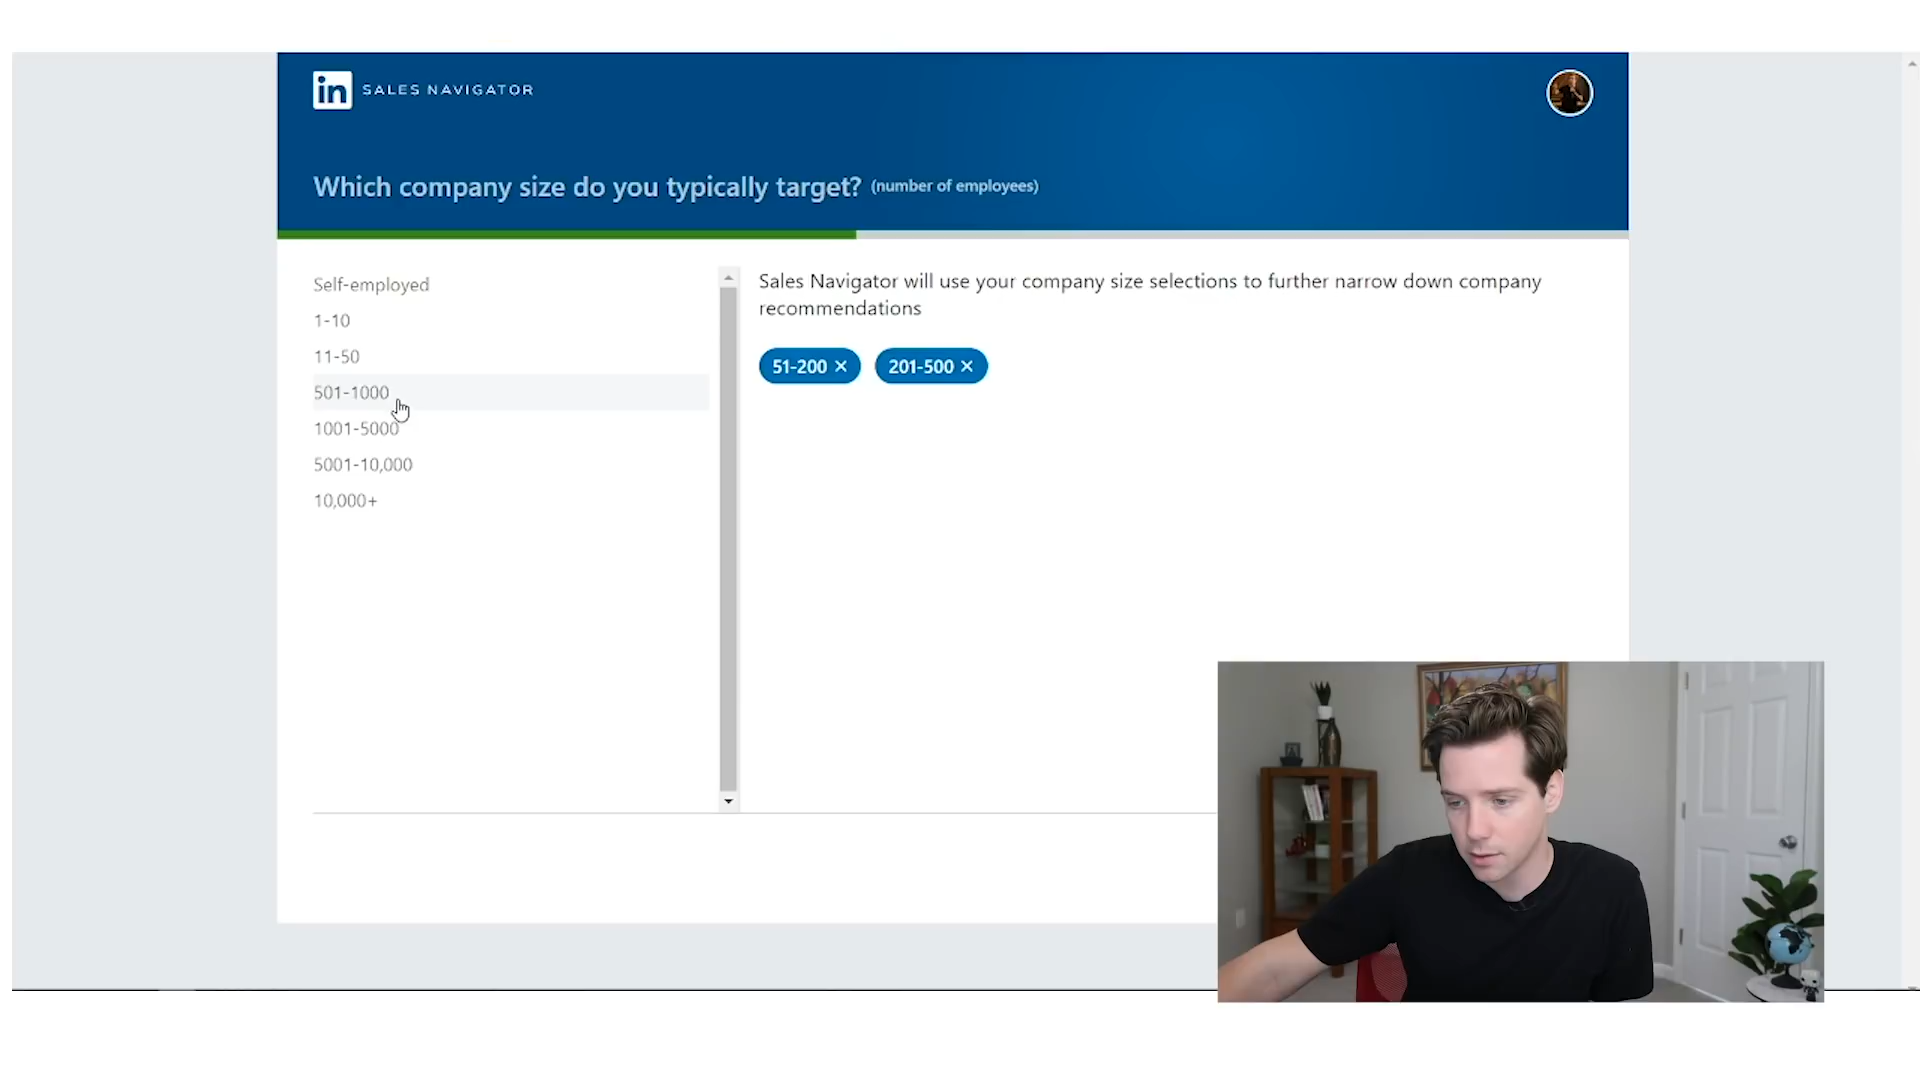 in SALES NAVIGATOR
Which company size do you typically target? (number of employees)
Self-employed
1-10
11-50
501-1000
1001-5000
5001-10,000
10,000+
Sales Navigator will use your company size selections to further narrow down company
recommendations
51-200 × 201-500 ×